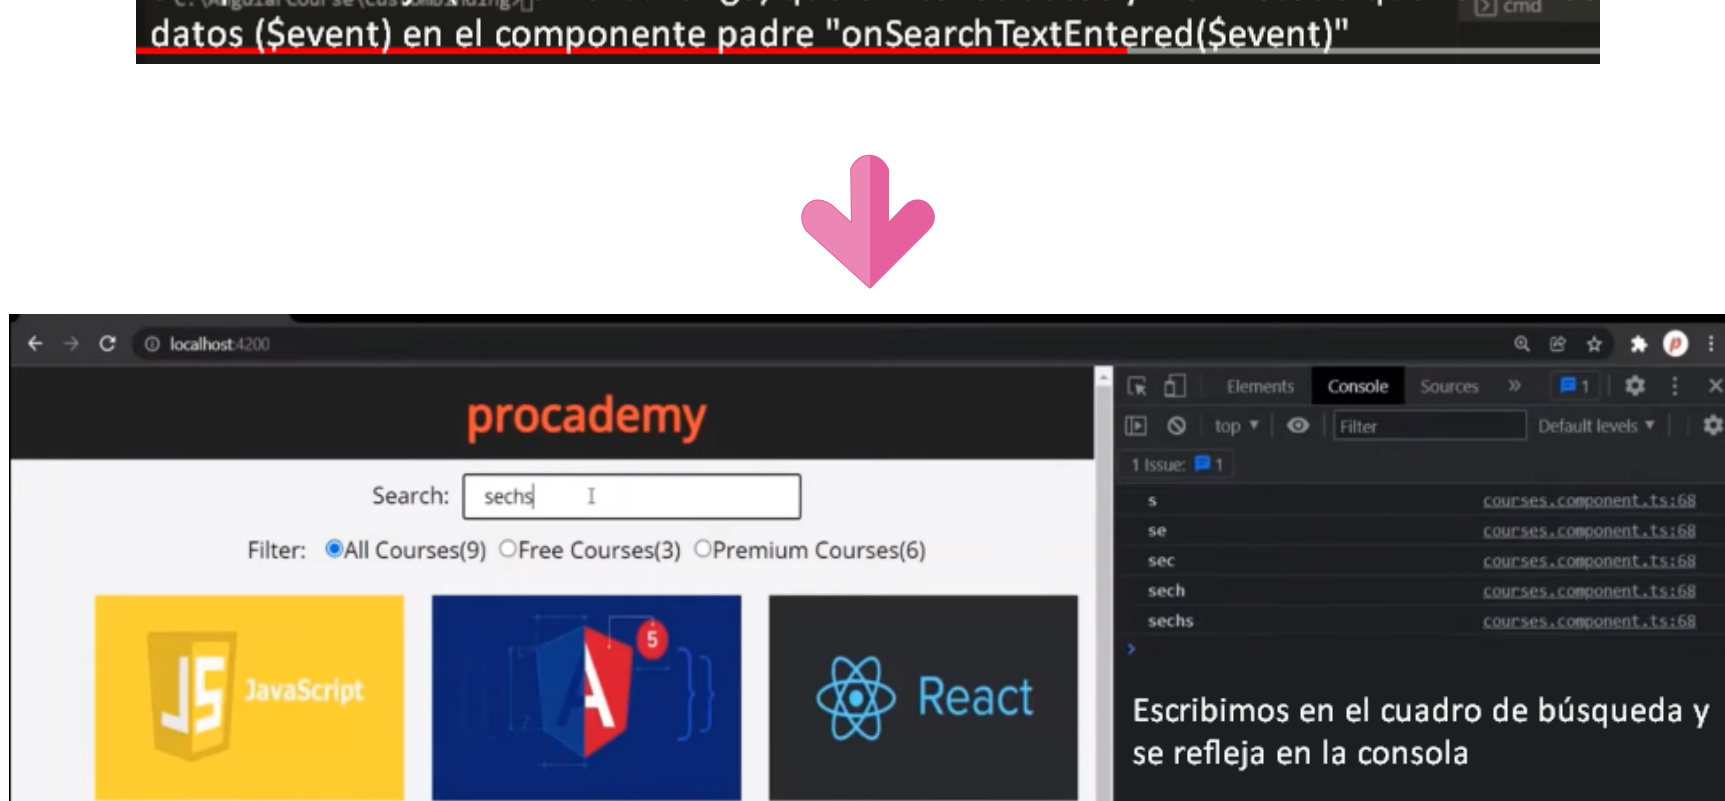 cmd
datos ($event) en el componente padre "onSearchTextEntered($event)"
localhost:4200
procademy
Search: sechs
Filter: All Courses(9) Free Courses(3) Premium Courses(6)
JS JavaScript
A 5
React
Elements Console Sources » 1
top Filter Default levels
1 Issue: 1
s courses.component.ts:68
se courses.component.ts:68
sec courses.component.ts:68
sech courses.component.ts:68
sechs courses.component.ts:68
Escribimos en el cuadro de búsqueda y
se refleja en la consola